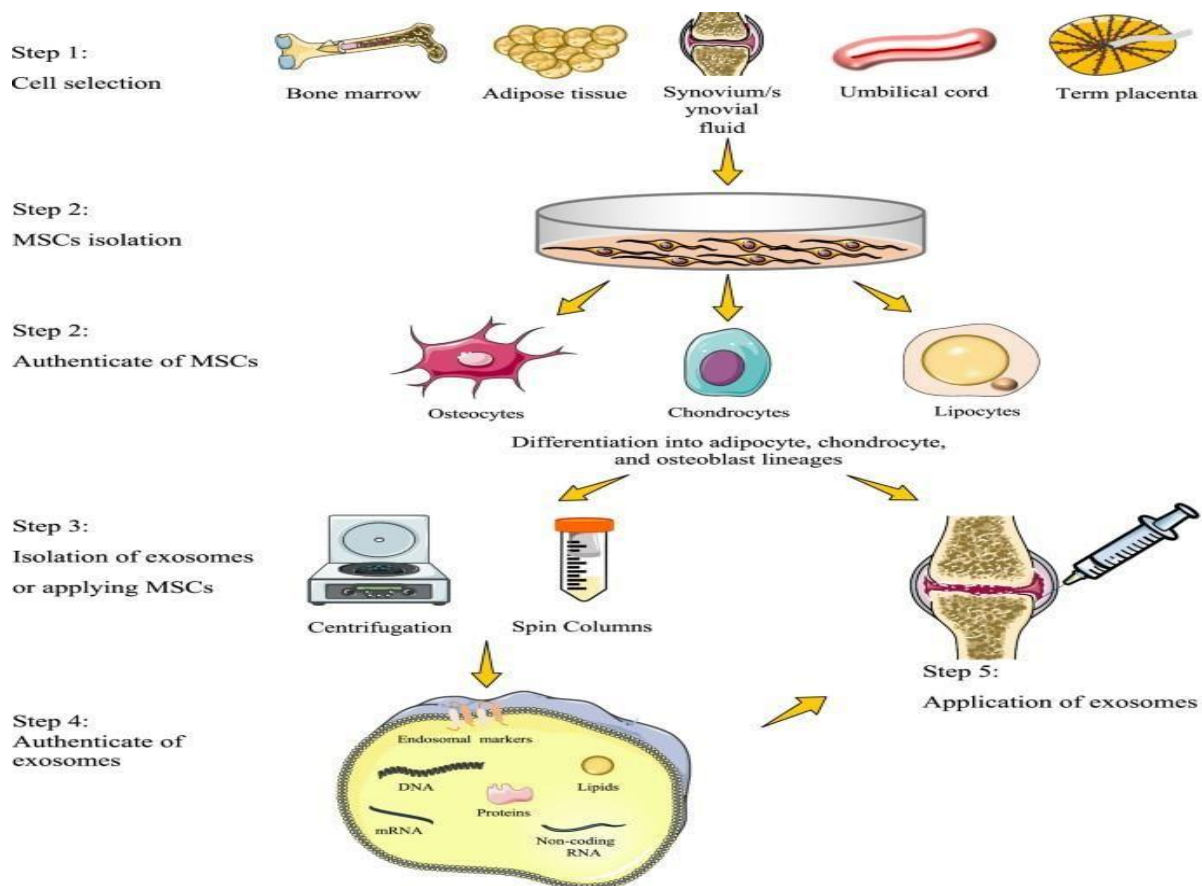 Step 1:
Cell selection
Bone marrow
Adipose tissue
Synovium/s
ynovial
fluid
Umbilical cord
Term placenta
Step 2:
MSCs isolation
Step 2:
Authenticate of MSCs
Osteocytes
Chondrocytes
Lipocytes
Differentiation into adipocyte, chondrocyte,
and osteoblast lineages
Step 3:
Isolation of exosomes
or applying MSCs
Centrifugation
Spin Columns
Step 5:
Application of exosomes
Step 4:
Authenticate of
exosomes
Endosomal markers
DNA
Lipids
Proteins
mRNA
Non-coding
RNA